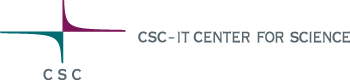 CSC – IT CENTER FOR SCIENCE
CSC